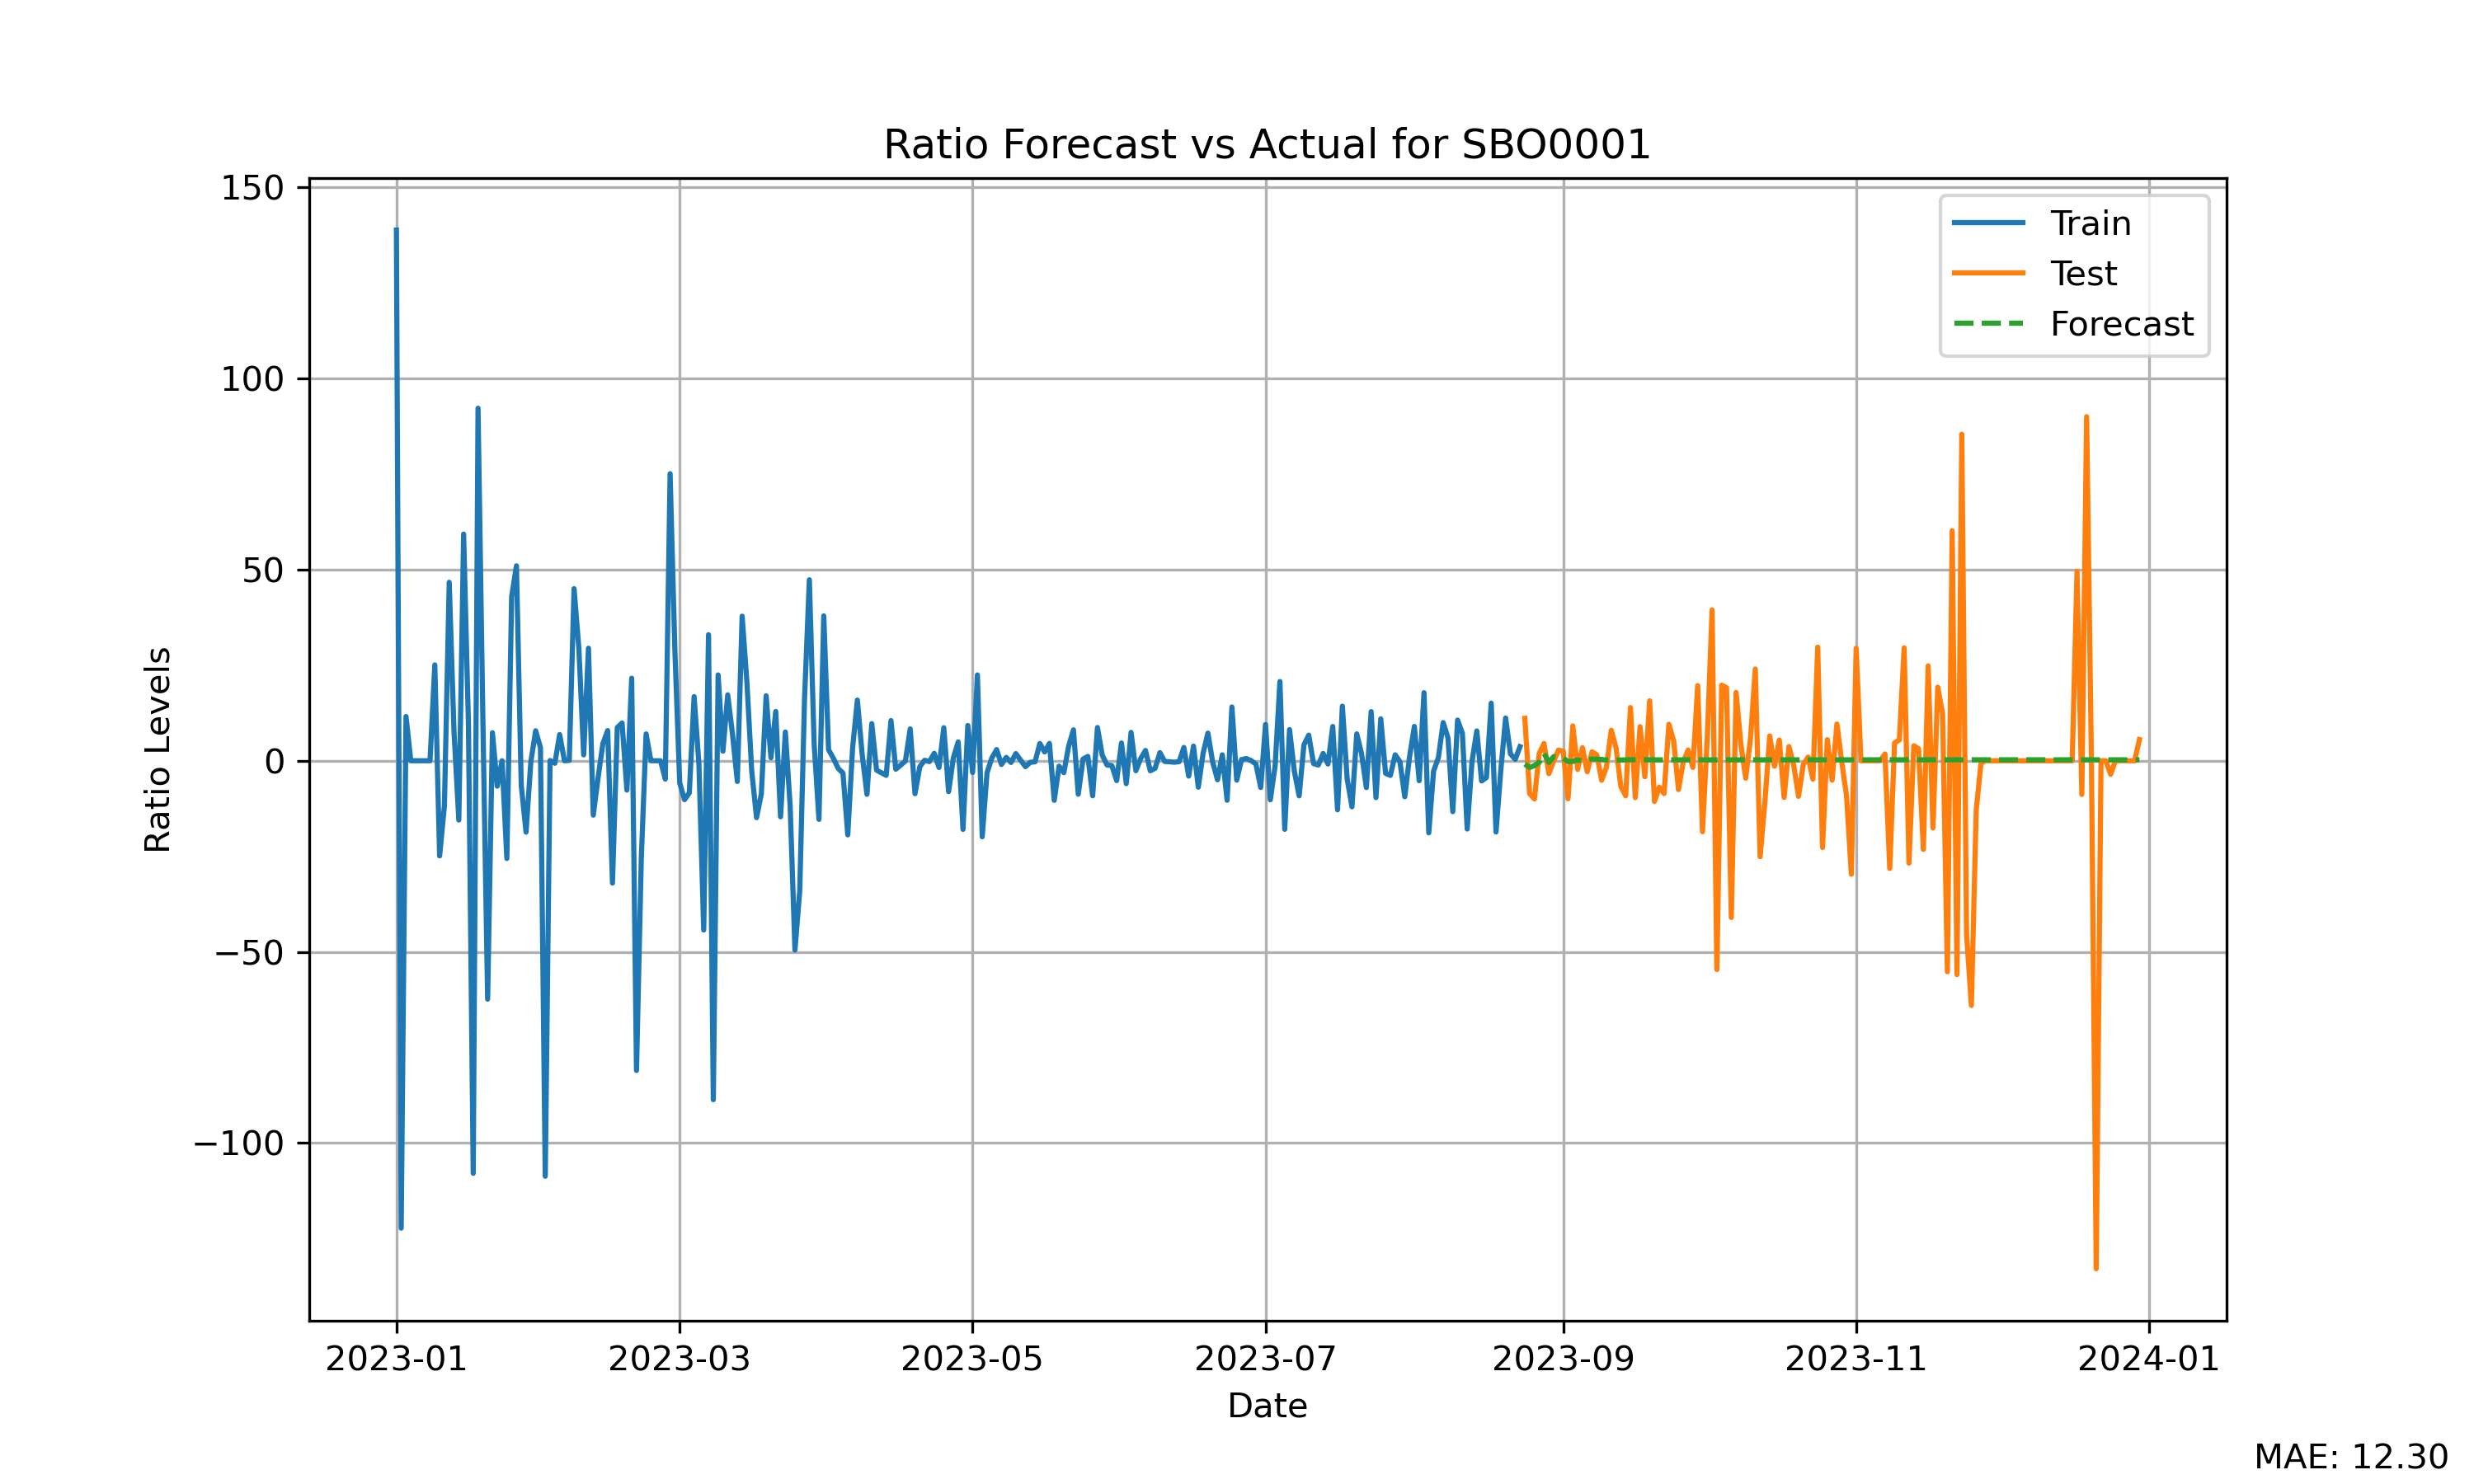 Ratio Forecast vs Actual for SBO0001
Train
Test
Forecast
Ratio Levels
150
100
50
0
−50
−100
2023-01
2023-03
2023-05
2023-07
2023-09
2023-11
2024-01
Date
MAE: 12.30